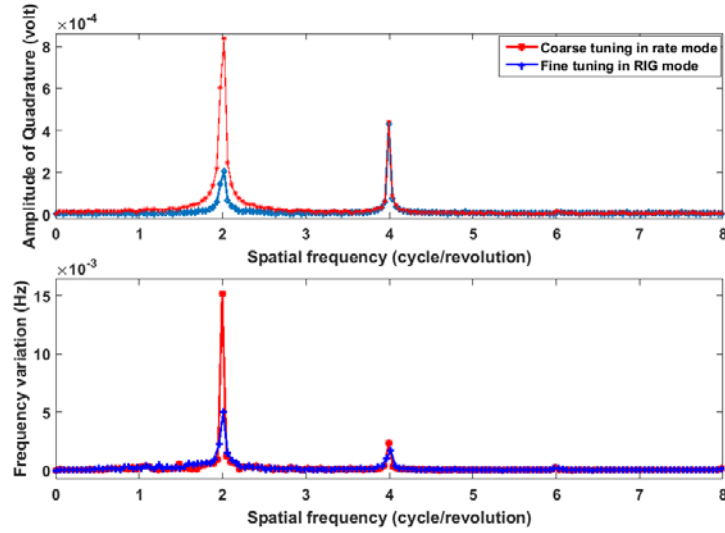 ×10⁻⁴
Amplitude of Quadrature (volt)
8
6
4
2
0
Coarse tuning in rate mode
Fine tuning in RIG mode
0 1 2 3 4 5 6 7 8
Spatial frequency (cycle/revolution)
×10⁻³
Frequency variation (Hz)
15
10
5
0
0 1 2 3 4 5 6 7 8
Spatial frequency (cycle/revolution)